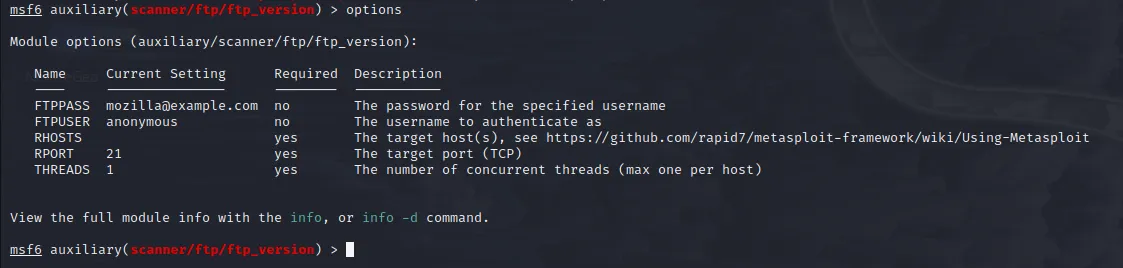 msf6 auxiliary(scanner/ftp/ftp_version) > options
Module options (auxiliary/scanner/ftp/ftp_version):
Name Current Setting Required Description
FTPPASS mozilla@example.com no The password for the specified username
FTPUSER anonymous no The username to authenticate as
RHOSTS yes The target host(s), see https://github.com/rapid7/metasploit-framework/wiki/Using-Metasploit
RPORT 21 yes The target port (TCP)
THREADS 1 yes The number of concurrent threads (max one per host)
View the full module info with the info, or info -d command.
msf6 auxiliary(scanner/ftp/ftp_version) >